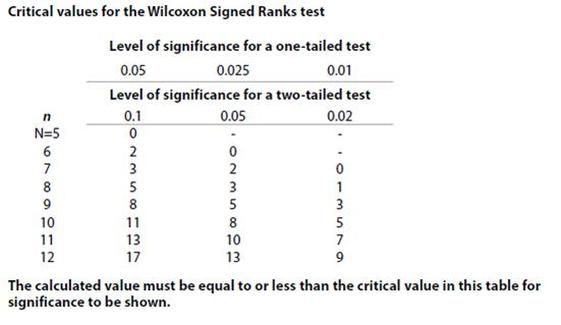 Critical values for the Wilcoxon Signed Ranks test
Level of significance for a one-tailed test
0.05 0.025 0.01
Level of significance for a two-tailed test
n 0.1 0.05 0.02
N=5 0 - -
6 2 0 -
7 3 2 0
8 5 3 1
9 8 5 3
10 11 8 5
11 13 10 7
12 17 13 9
The calculated value must be equal to or less than the critical value in this table for
significance to be shown.